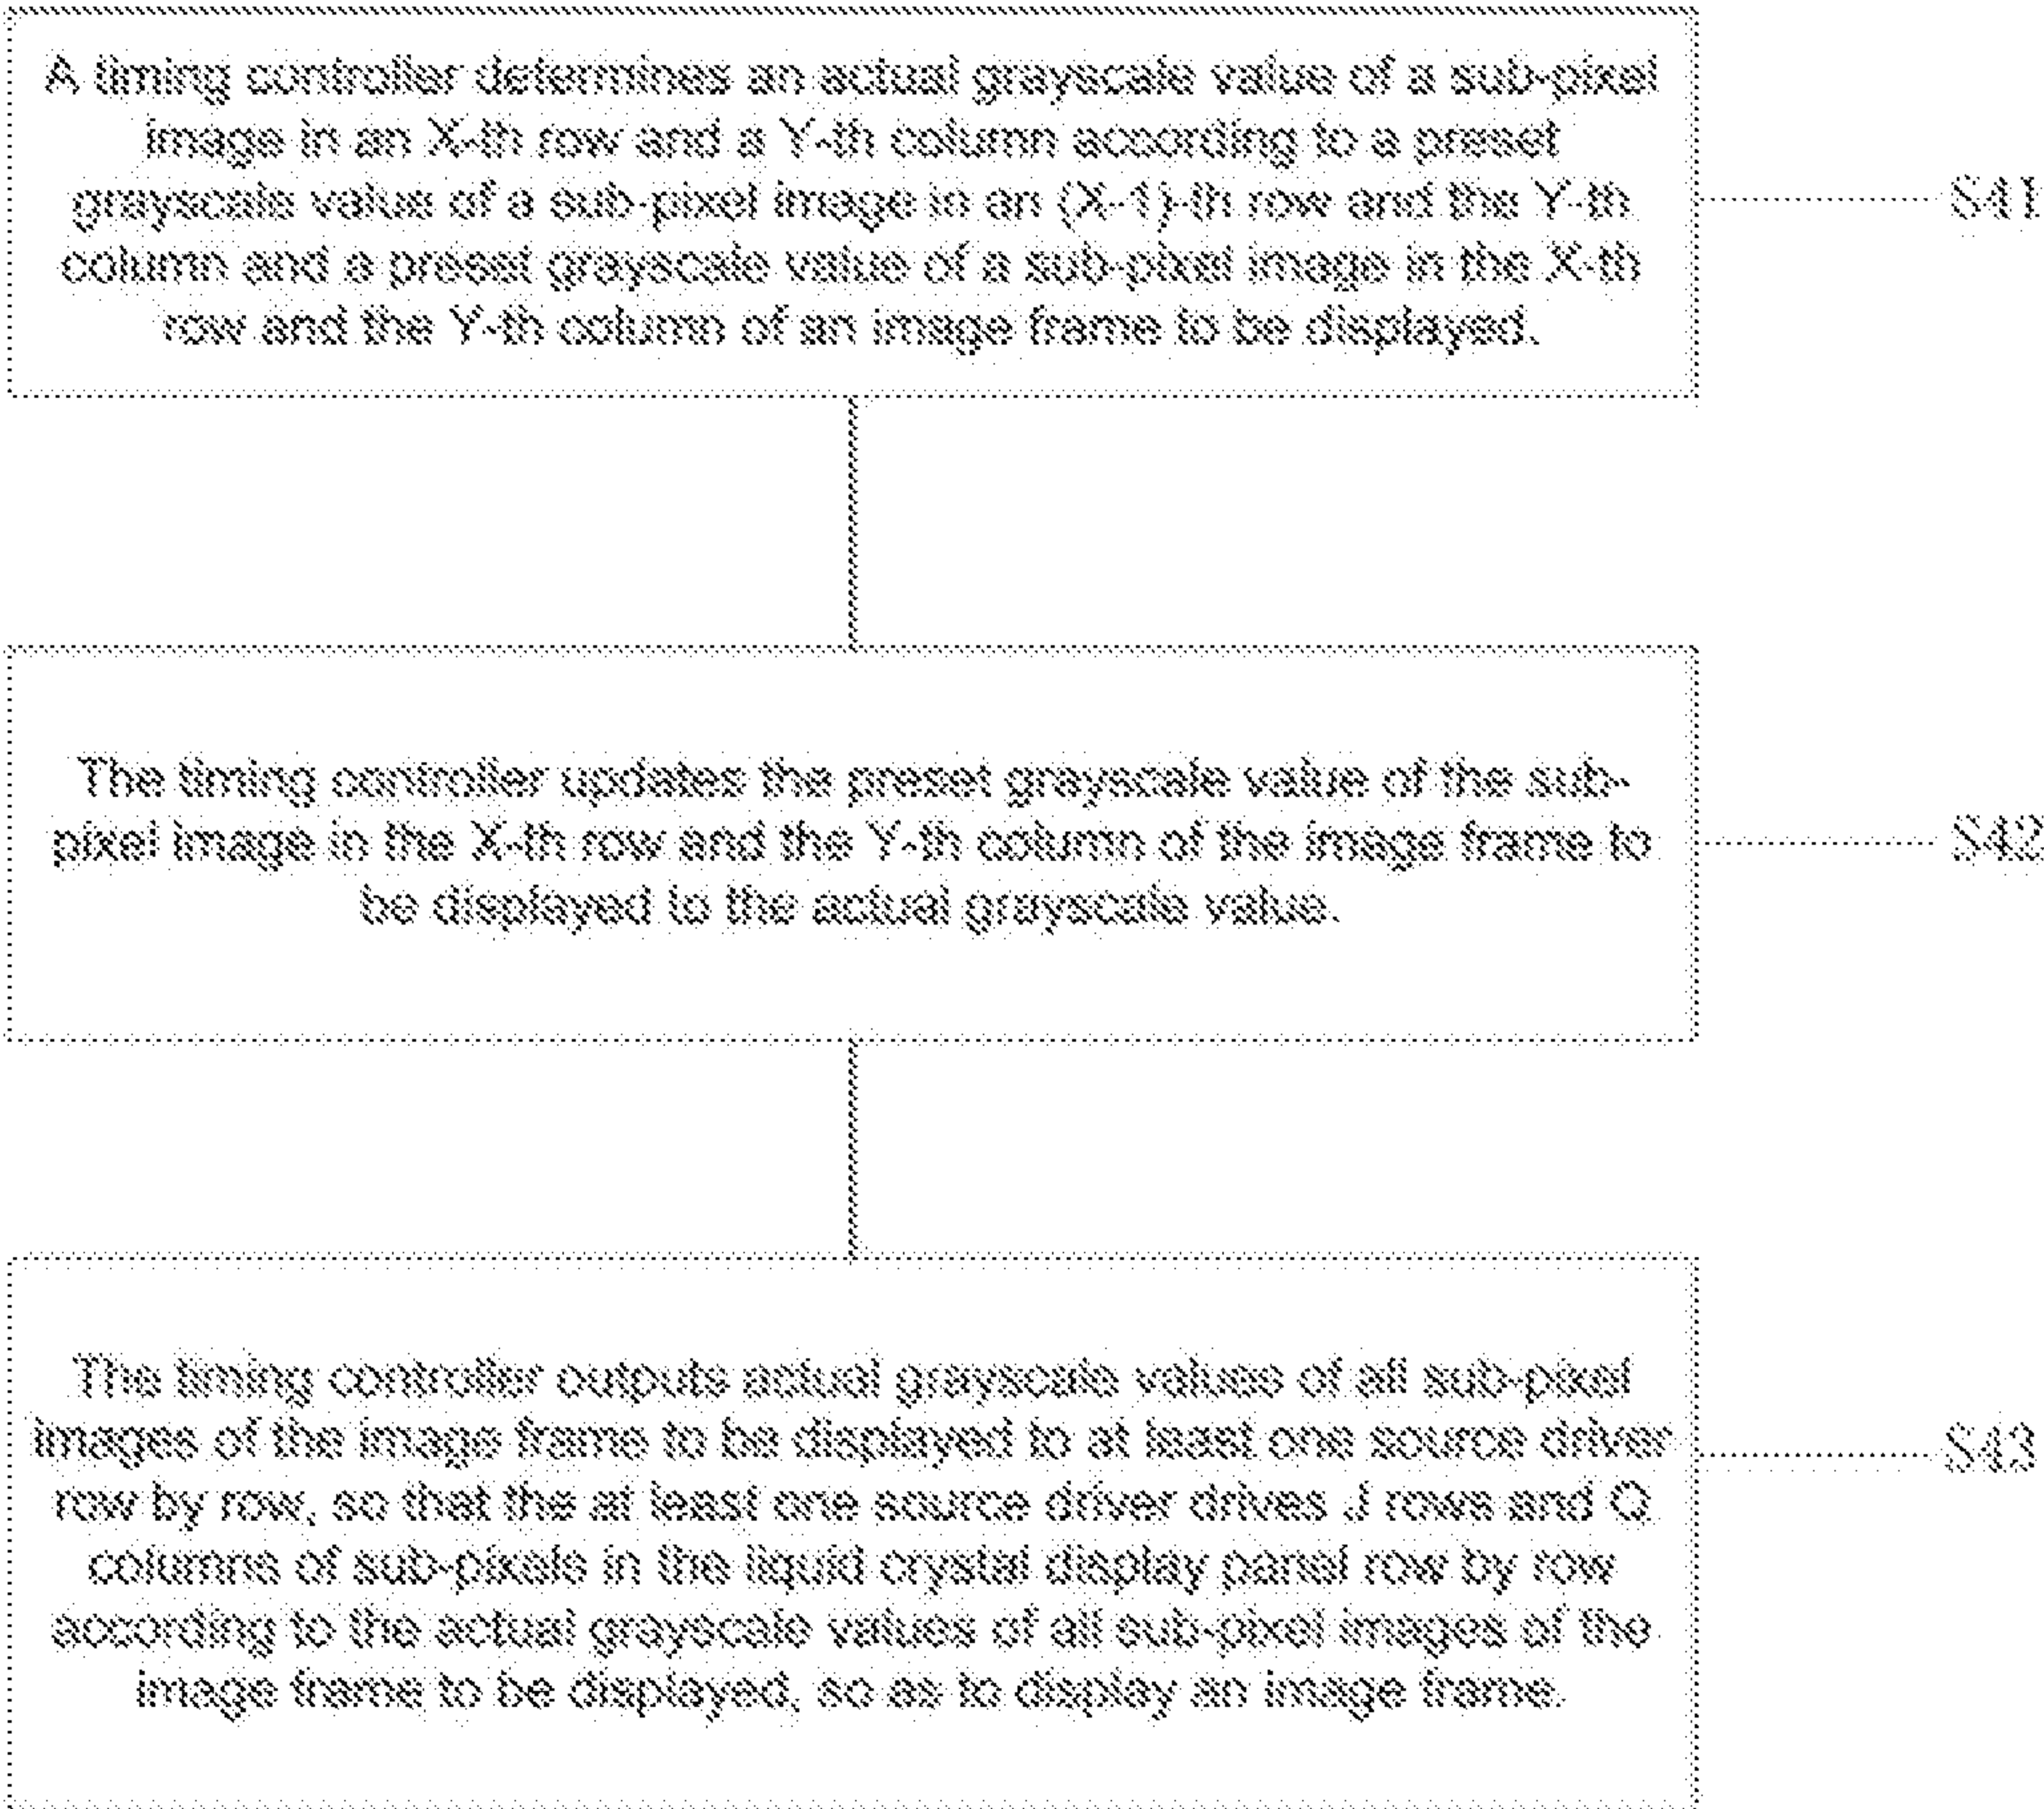 A timing controller determines an actual grayscale value of a sub-pixel
image in an X-th row and a Y-th column according to a preset
grayscale value of a sub-pixel image in an (X-1)-th row and the Y-th
column and a preset grayscale value of a sub-pixel image in the X-th
row and the Y-th column of an image frame to be displayed.
S41
The timing controller updates the preset grayscale value of the sub-
pixel image in the X-th row and the Y-th column of the image frame to
be displayed to the actual grayscale value.
S42
The timing controller outputs actual grayscale values of all sub-pixel
images of the image frame to be displayed to at least one source driver
row by row, so that the at least one source driver drives J rows and Q
columns of sub-pixels in the liquid crystal display panel row by row
according to the actual grayscale values of all sub-pixel images of the
image frame to be displayed, so as to display an image frame.
S43